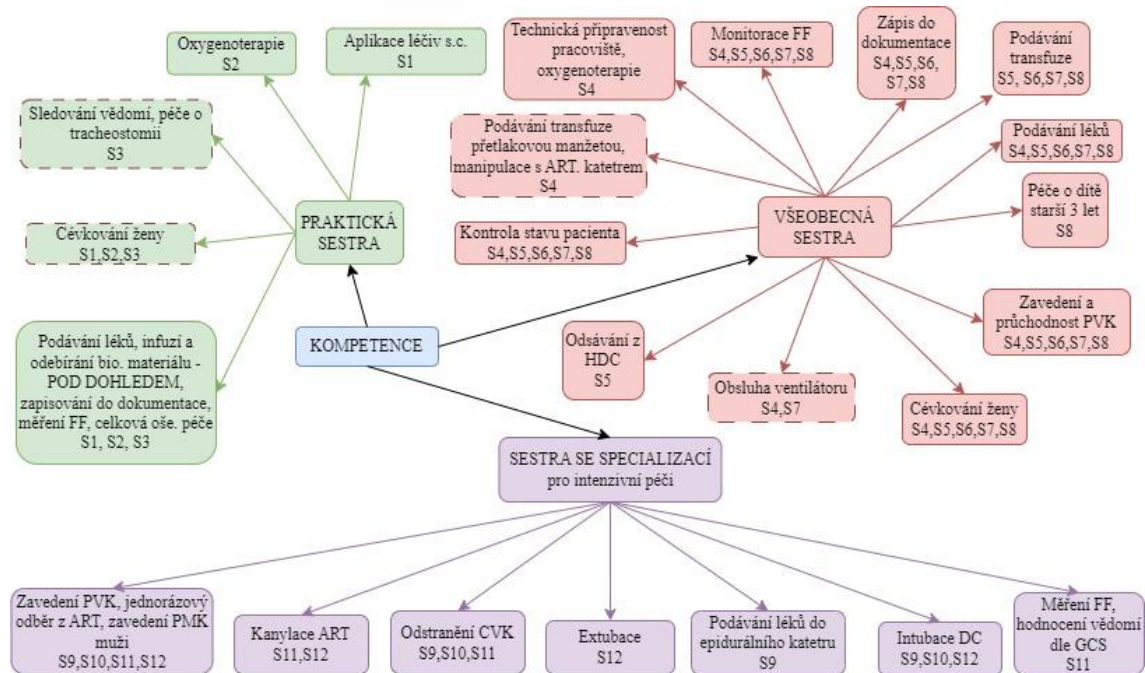 Oxygenoterapie
S2
Aplikace léčiv s.c.
S1
Sledování vědomí, péče o
tracheostomii
S3
Cévkování ženy
S1,S2,S3
Podávání léků, infuzí a
odebírání bio. materiálu -
POD DOHLEDEM,
zapisování do dokumentace,
měření FF, celková oše. péče
S1, S2, S3
PRAKTICKÁ
SESTRA
KOMPETENCE
Technická připravenost
pracoviště,
oxygenoterapie
S4
Monitorace FF
S4,S5,S6,S7,S8
Zápis do
dokumentace
S4,S5,S6,
S7,S8
Podávání
transfuze
S5, S6,S7,S8
Podávání transfuze
přetlakovou manžetou,
manipulace s ART. katetrem
S4
Podávání léků
S4,S5,S6,S7,S8
Kontrola stavu pacienta
S4,S5,S6,S7,S8
VŠEOBECNÁ
SESTRA
Péče o dítě
starší 3 let
S8
Odsávání z
HDC
S5
Obsluha ventilátoru
S4,S7
Zavedení a
průchodnost PVK
S4,S5,S6,S7,S8
Cévkování ženy
S4,S5,S6,S7,S8
SESTRA SE SPECIALIZACÍ
pro intenzivní péči
Zavedení PVK, jednorázový
odběr z ART, zavedení PMK
muži
S9,S10,S11,S12
Kanylace ART
S11,S12
Odstranění CVK
S9,S10,S11
Extubace
S12
Podávání léků do
epidurálního katetru
S9
Intubace DC
S9,S10,S12
Měření FF,
hodnocení vědomí
dle GCS
S11